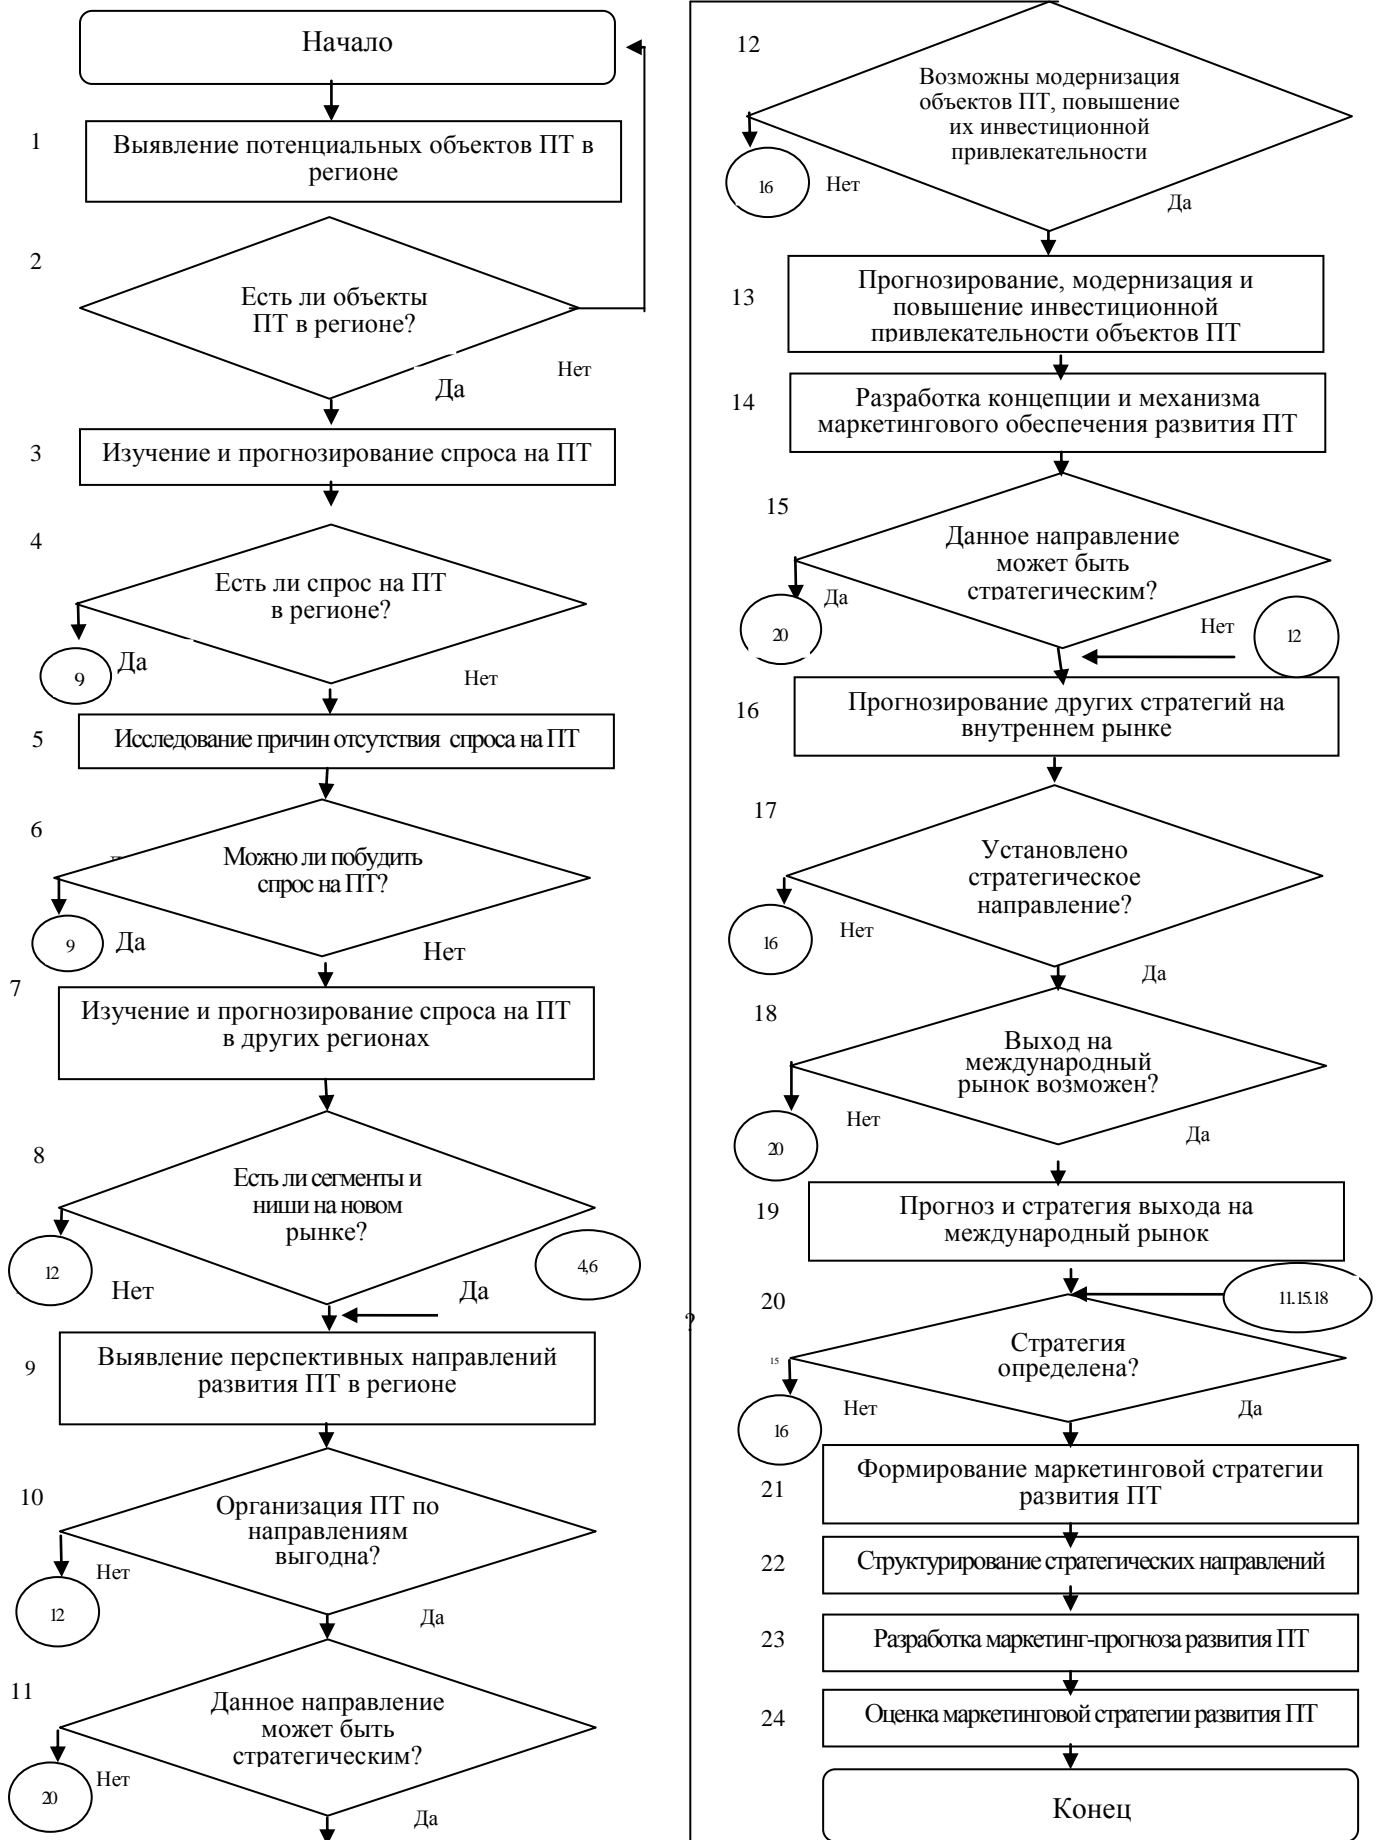 Начало
1
Выявление потенциальных объектов ПТ в
регионе
2
Есть ли объекты
ПТ в регионе?
Нет
Да
3
Изучение и прогнозирование спроса на ПТ
4
Есть ли спрос на ПТ
в регионе?
9
Да
Нет
5
Исследование причин отсутствия спроса на ПТ
6
Можно ли побудить
спрос на ПТ?
9
Да
Нет
7
Изучение и прогнозирование спроса на ПТ
в других регионах
8
Есть ли сегменты и
ниши на новом
рынке?
12
Нет
Да
4,6
9
Выявление перспективных направлений
развития ПТ в регионе
10
Организация ПТ по
направлениям
выгодна?
Нет
12
Да
11
Данное направление
может быть
стратегическим?
Нет
20
Да
12
Возможны модернизация
объектов ПТ, повышение
их инвестиционной
привлекательности
16
Нет
Да
13
Прогнозирование, модернизация и
повышение инвестиционной
привлекательности объектов ПТ
14
Разработка концепции и механизма
маркетингового обеспечения развития ПТ
15
Данное направление
может быть
стратегическим?
Да
20
Нет
12
16
Прогнозирование других стратегий на
внутреннем рынке
17
Установлено
стратегическое
направление?
16
Нет
Да
18
Выход на
международный
рынок возможен?
Нет
20
Да
19
Прогноз и стратегия выхода на
международный рынок
20
11.15.18
?
Стратегия
определена?
15
Нет
16
Да
21
Формирование маркетинговой стратегии
развития ПТ
22
Структурирование стратегических направлений
23
Разработка маркетинг-прогноза развития ПТ
24
Оценка маркетинговой стратегии развития ПТ
Конец